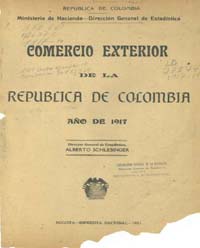 REPUBLICA DE COLOMBIA
Ministerio de Hacienda—Dirección General de Estadística
COMERCIO EXTERIOR
DE LA
REPUBLICA DE COLOMBIA
AÑO DE 1917
Director General de Estadística,
ALBERTO SCHLESINGER
BOGOTA—IMPRENTA NACIONAL